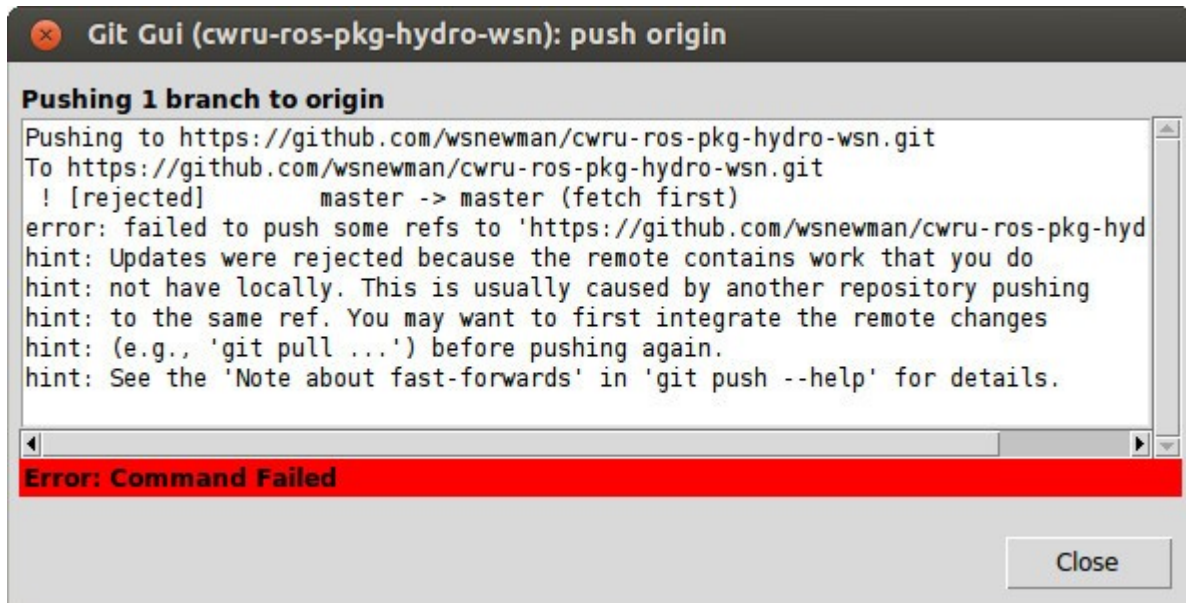 Git Gui (cwru-ros-pkg-hydro-wsn): push origin
Pushing 1 branch to origin
Pushing to https://github.com/wsnewman/cwru-ros-pkg-hydro-wsn.git
To https://github.com/wsnewman/cwru-ros-pkg-hydro-wsn.git
 ! [rejected]        master -> master (fetch first)
error: failed to push some refs to 'https://github.com/wsnewman/cwru-ros-pkg-hyd
hint: Updates were rejected because the remote contains work that you do
hint: not have locally. This is usually caused by another repository pushing
hint: to the same ref. You may want to first integrate the remote changes
hint: (e.g., 'git pull ...') before pushing again.
hint: See the 'Note about fast-forwards' in 'git push --help' for details.
Error: Command Failed
Close